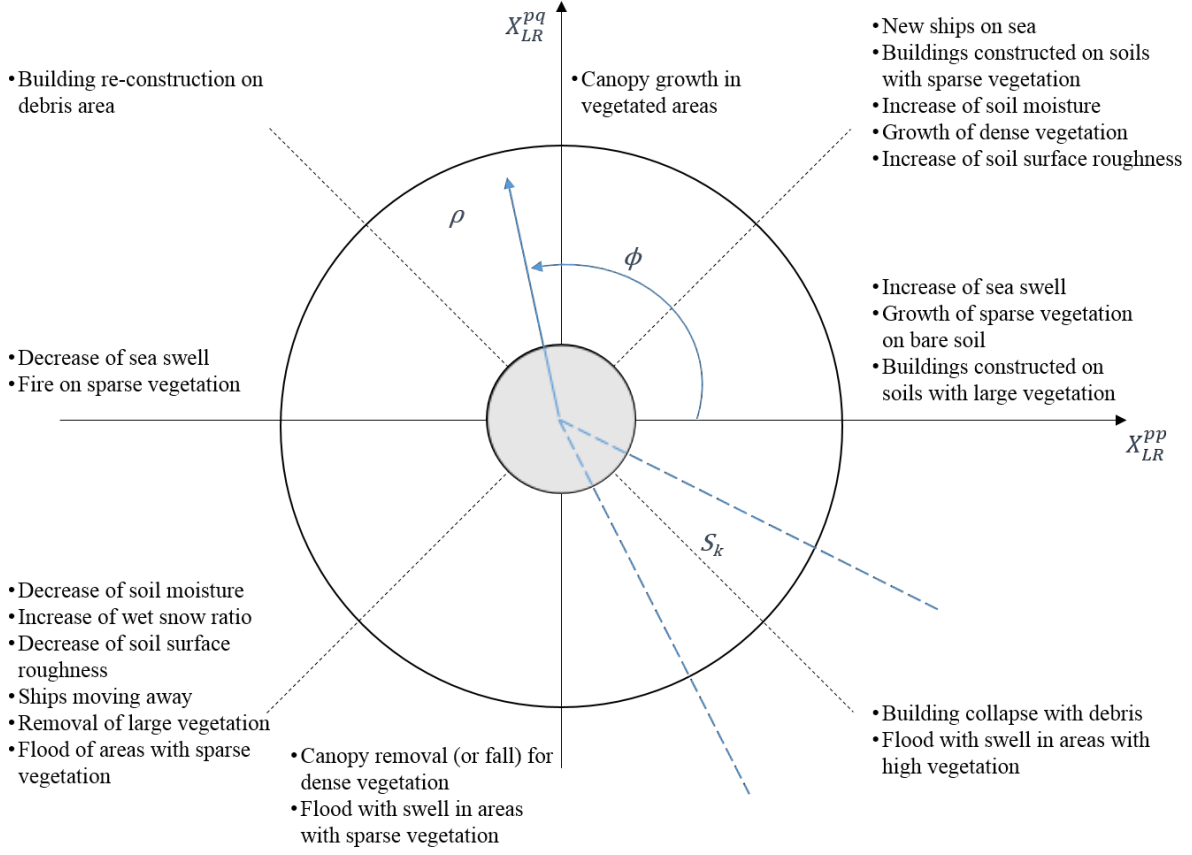 X_{LR}^{pq}
•New ships on sea
•Buildings constructed on soils
with sparse vegetation
•Increase of soil moisture
•Growth of dense vegetation
•Increase of soil surface roughness
•Building re-construction on
debris area
•Canopy growth in
vegetated areas
ρ
ϕ
•Increase of sea swell
•Growth of sparse vegetation
on bare soil
•Buildings constructed on
soils with large vegetation
•Decrease of sea swell
•Fire on sparse vegetation
X_{LR}^{pp}
S_k
•Decrease of soil moisture
•Increase of wet snow ratio
•Decrease of soil surface
roughness
•Ships moving away
•Removal of large vegetation
•Flood of areas with sparse
vegetation
•Canopy removal (or fall) for
dense vegetation
•Flood with swell in areas
with sparse vegetation
•Building collapse with debris
•Flood with swell in areas with
high vegetation